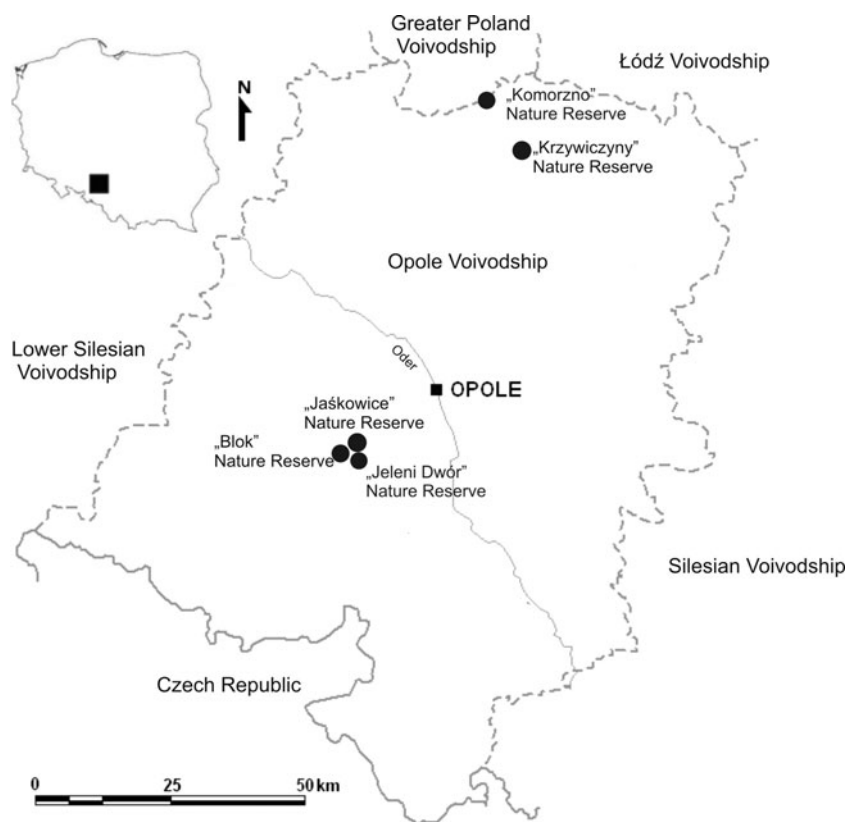 Greater Poland
Voivodship
Łódź Voivodship
N
„Komorzno”
Nature Reserve
„Krzywiczyny”
Nature Reserve
Opole Voivodship
Lower Silesian
Voivodship
Oder
OPOLE
„Jaśkowice”
Nature Reserve
„Blok”
Nature Reserve
„Jeleni Dwór”
Nature Reserve
Silesian Voivodship
Czech Republic
0 25 50 km